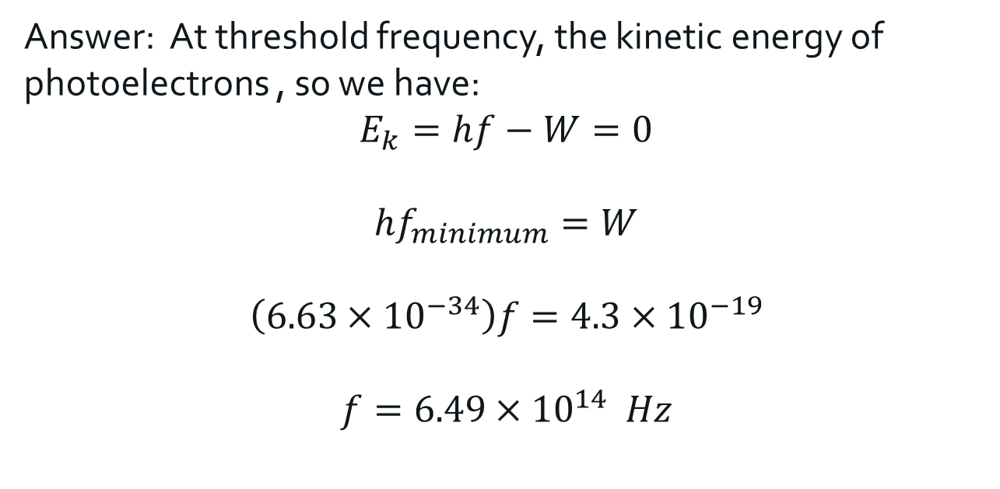 Answer:  At threshold frequency, the kinetic energy of
photoelectrons , so we have:
$E_k = hf - W = 0$
$hf_{minimum} = W$
$(6.63 \times 10^{-34})f = 4.3 \times 10^{-19}$
$f = 6.49 \times 10^{14} \ Hz$